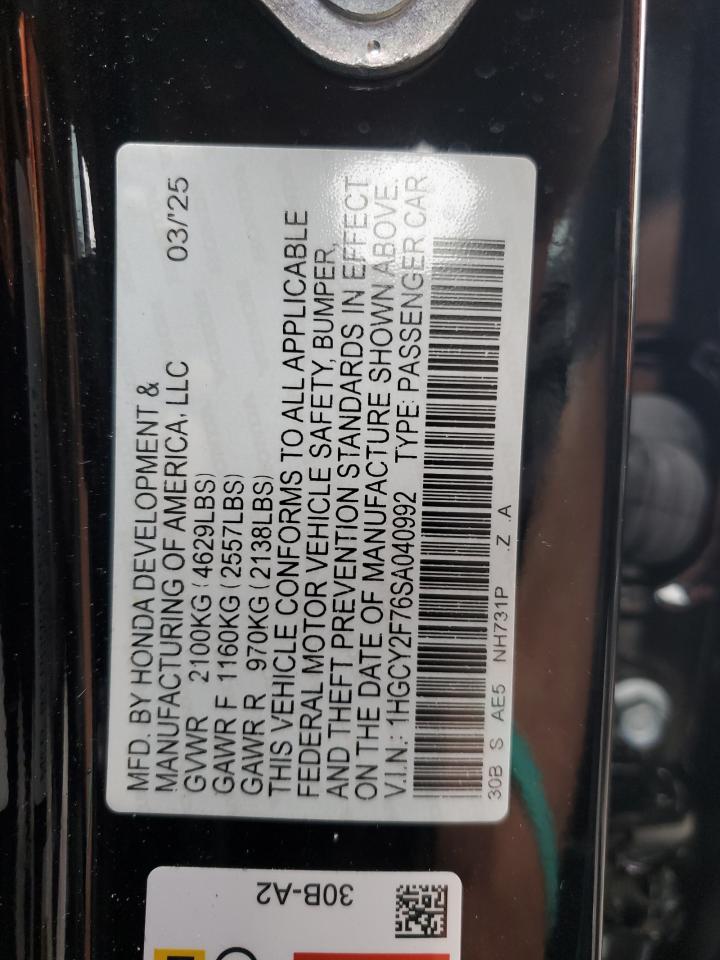 MFD. BY HONDA DEVELOPMENT &
MANUFACTURING OF AMERICA, LLC 03/'25
GVWR 2100KG (4629LBS)
GAWR F 1160KG (2557LBS)
GAWR R 970KG (2138LBS)
THIS VEHICLE CONFORMS TO ALL APPLICABLE
FEDERAL MOTOR VEHICLE SAFETY, BUMPER,
AND THEFT PREVENTION STANDARDS IN EFFECT
ON THE DATE OF MANUFACTURE SHOWN ABOVE.
V.I.N.: 1HGCY2F76SA040992 TYPE: PASSENGER CAR
30B S AE5 NH731P .Z .A
30B-A2